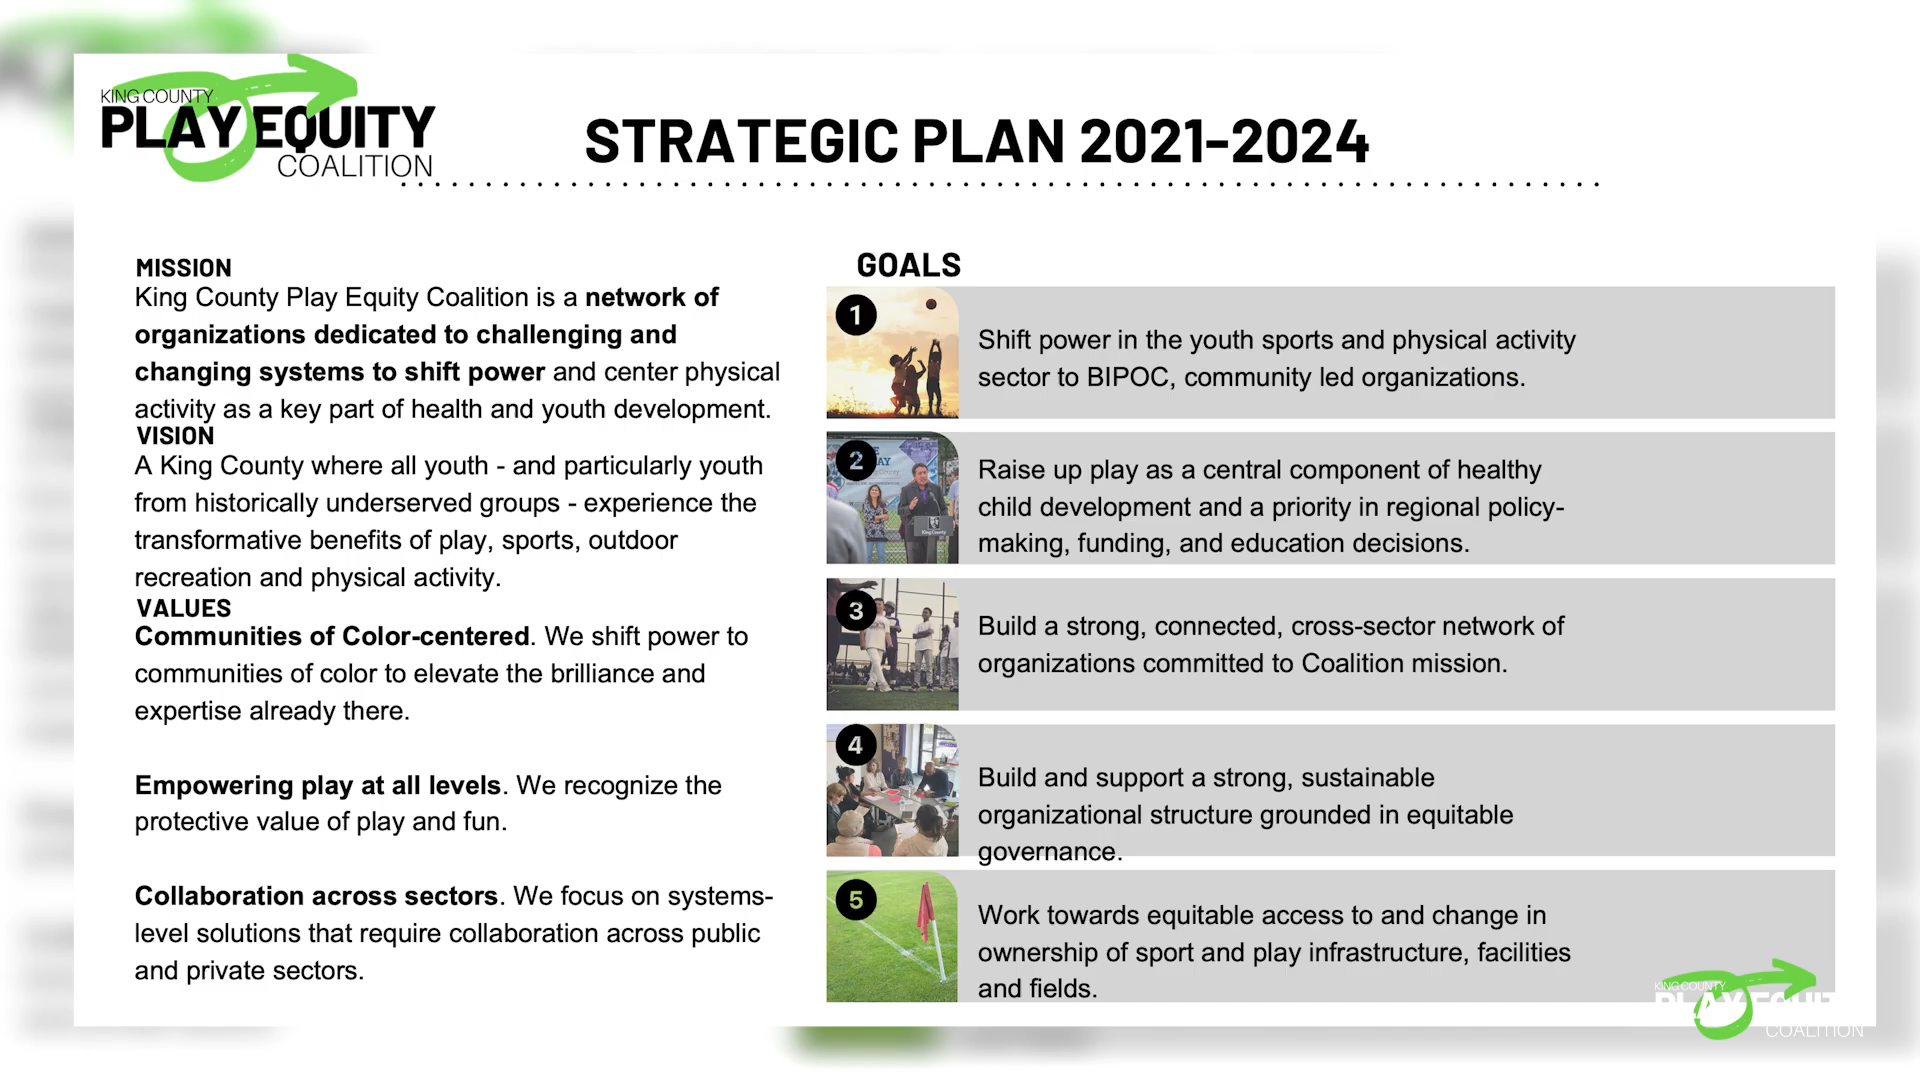 KING COUNTY
PLAY EQUITY
COALITION
STRATEGIC PLAN 2021-2024
MISSION
King County Play Equity Coalition is a network of
organizations dedicated to challenging and
changing systems to shift power and center physical
activity as a key part of health and youth development.
VISION
A King County where all youth - and particularly youth
from historically underserved groups - experience the
transformative benefits of play, sports, outdoor
recreation and physical activity.
VALUES
Communities of Color-centered. We shift power to
communities of color to elevate the brilliance and
expertise already there.
Empowering play at all levels. We recognize the
protective value of play and fun.
Collaboration across sectors. We focus on systems-
level solutions that require collaboration across public
and private sectors.
GOALS
1
Shift power in the youth sports and physical activity
sector to BIPOC, community led organizations.
2
King County
Raise up play as a central component of healthy
child development and a priority in regional policy-
making, funding, and education decisions.
3
Build a strong, connected, cross-sector network of
organizations committed to Coalition mission.
4
Build and support a strong, sustainable
organizational structure grounded in equitable
governance.
5
Work towards equitable access to and change in
ownership of sport and play infrastructure, facilities
and fields.
KING COUNTY
PLAY EQUITY
COALITION